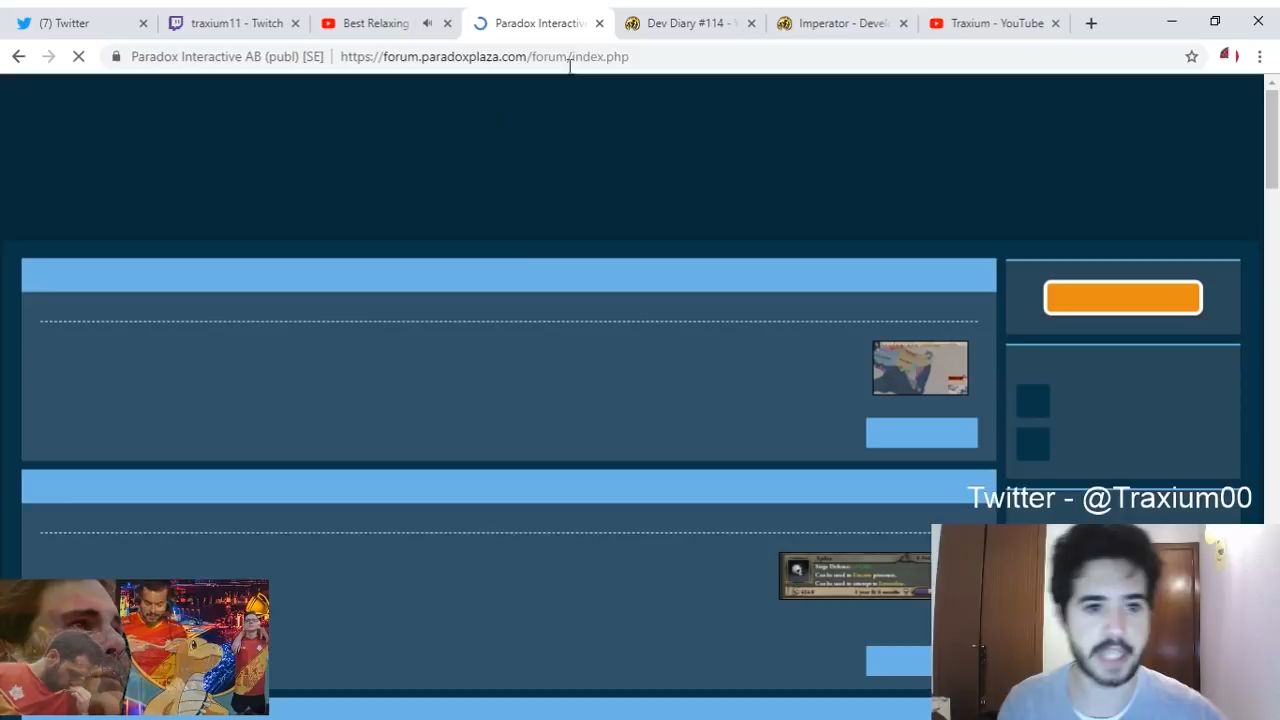 (7) Twitter
traxium11 - Twitch
Best Relaxing
Paradox Interactive
Dev Diary #114 -
Imperator - Devel
Traxium - YouTube
Paradox Interactive AB (publ) [SE]
https://forum.paradoxplaza.com/forum/index.php
Twitter - @Traxium00